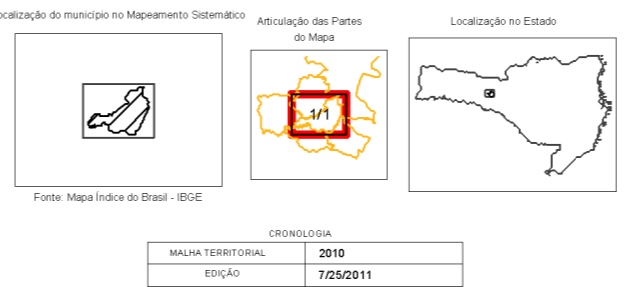 ocalização do município no Mapeamento Sistemático
Articulação das Partes
do Mapa
Localização no Estado
1/1
Fonte: Mapa Índice do Brasil - IBGE
CRONOLOGIA
MALHA TERRITORIAL 2010
EDIÇÃO 7/25/2011